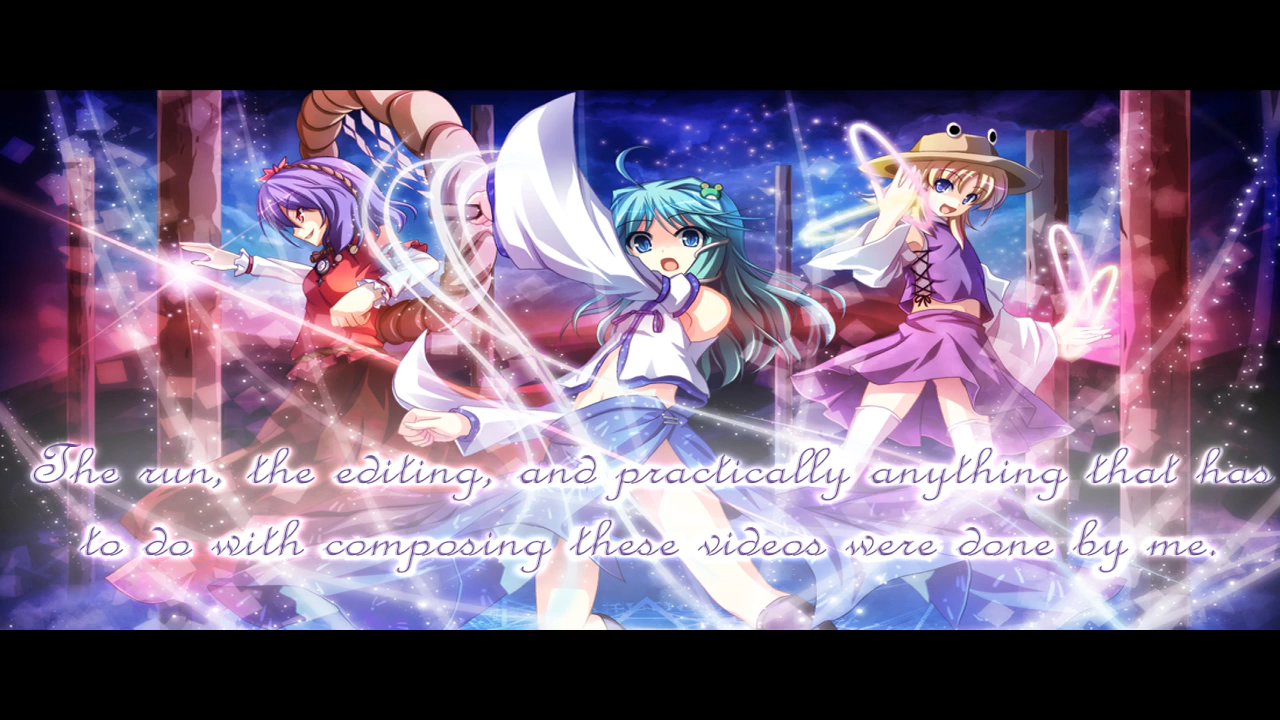 The run, the editing, and practically anything that has
to do with composing these videos were done by me.